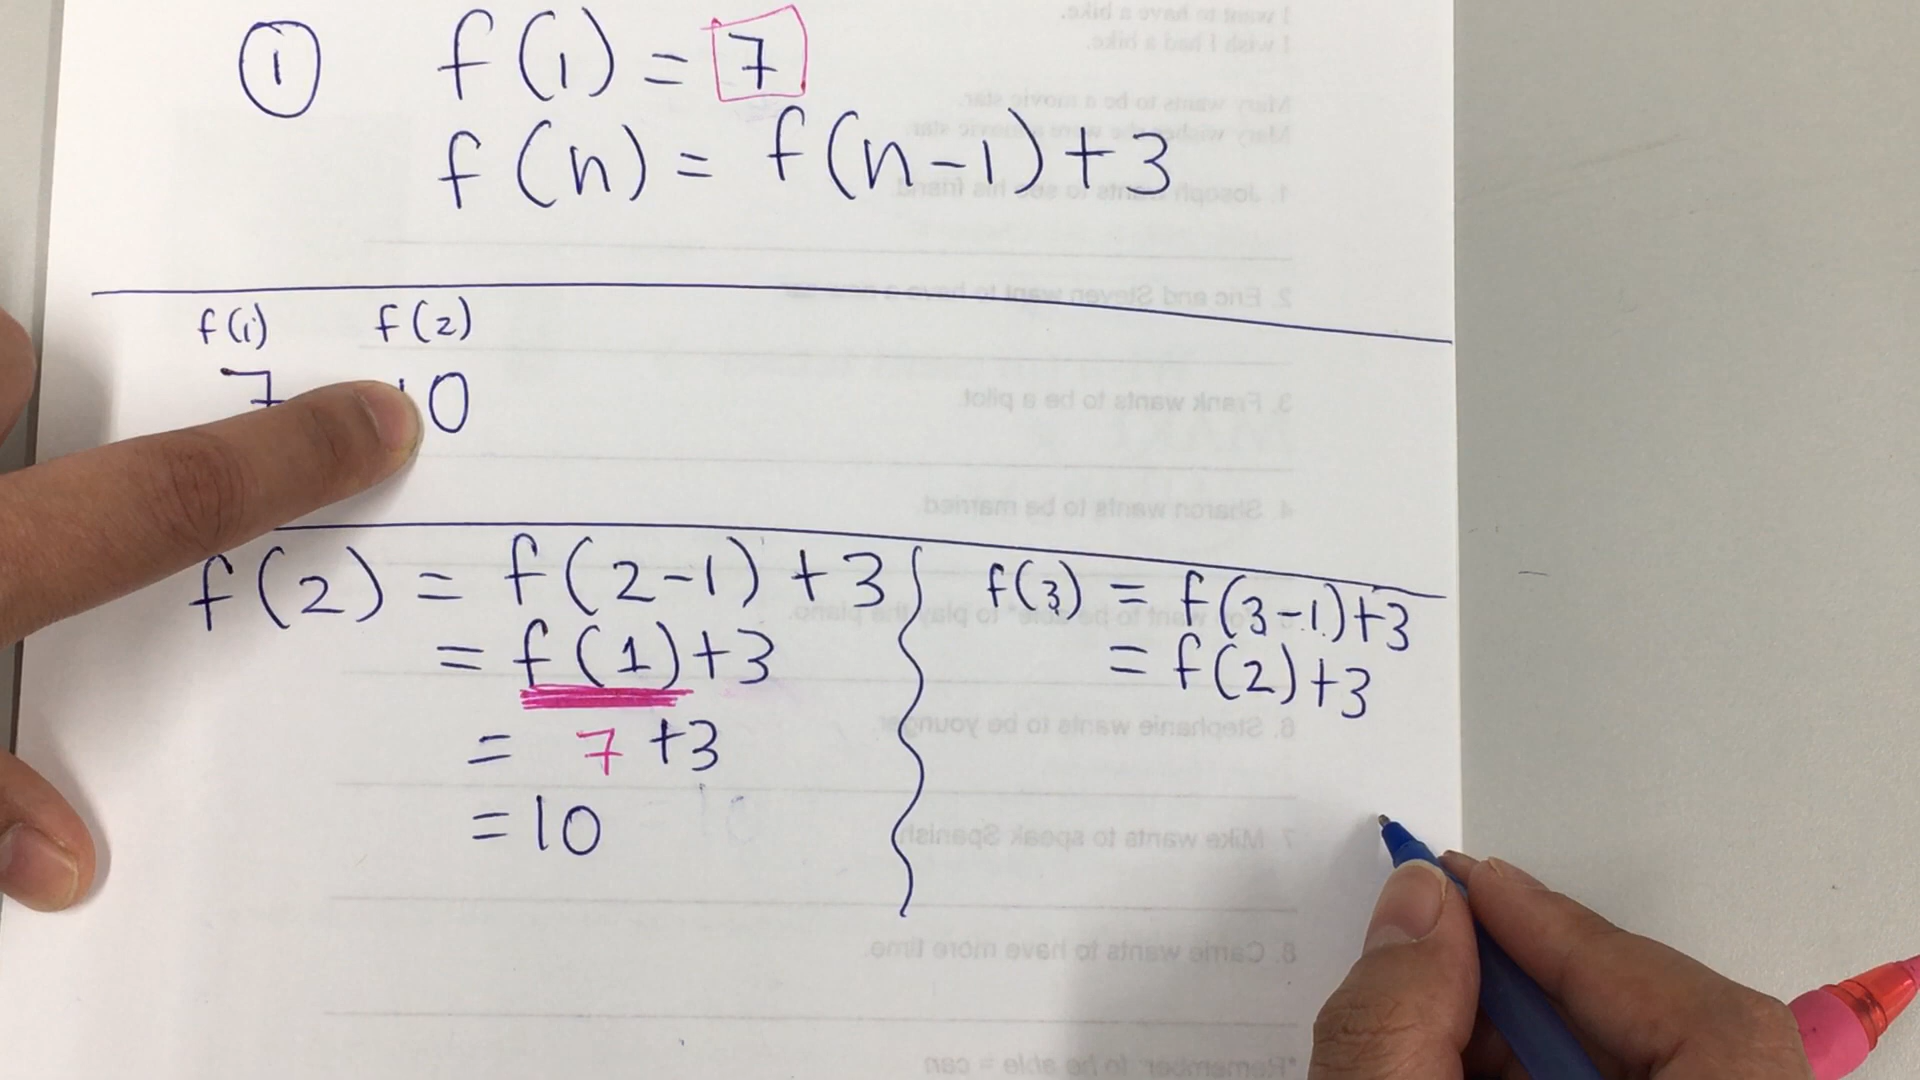 ① f(1) = 7
f(n) = f(n-1)+3
f(1) f(2)
7 10
f(2) = f(2-1) +3
= f(1)+3
= 7 +3
= 10
f(3) = f(3-1)+3
= f(2)+3